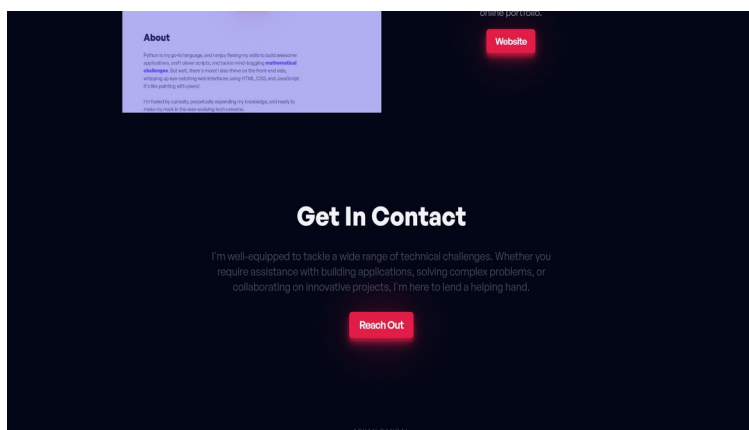 About
Python is my go-to language, and I enjoy flexing my skills to build awesome
applications, craft clever scripts, and tackle mind-boggling mathematical
challenges. But wait, there's more! I also thrive on the front-end side,
whipping up eye-catching web interfaces using HTML, CSS, and JavaScript.
It's like painting with pixels!
I'm fueled by curiosity, perpetually expanding my knowledge, and ready to
make my mark in the ever-evolving tech universe.
online portfolio.
Website
Get In Contact
I'm well-equipped to tackle a wide range of technical challenges. Whether you
require assistance with building applications, solving complex problems, or
collaborating on innovative projects, I'm here to lend a helping hand.
Reach Out